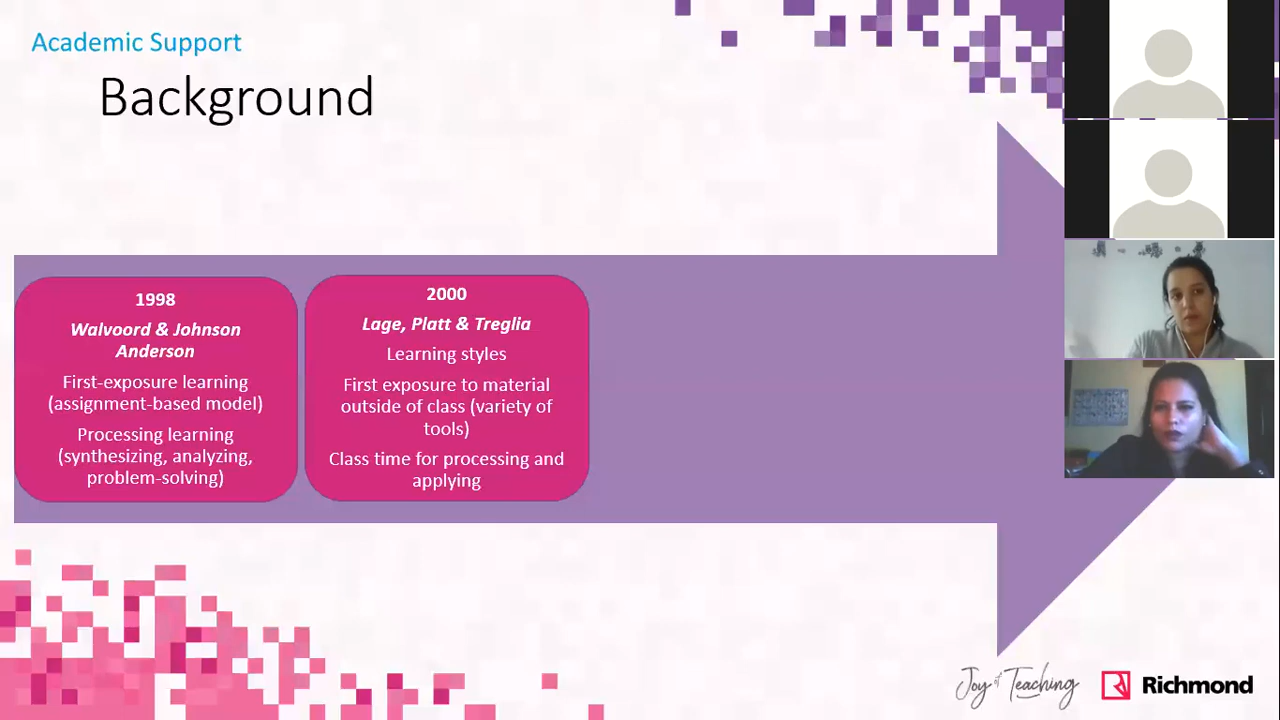 Academic Support
Background
1998
Walvoord & Johnson
Anderson
First-exposure learning
(assignment-based model)
Processing learning
(synthesizing, analyzing,
problem-solving)
2000
Lage, Platt & Treglia
Learning styles
First exposure to material
outside of class (variety of
tools)
Class time for processing and
applying
Joy of Teaching
Richmond